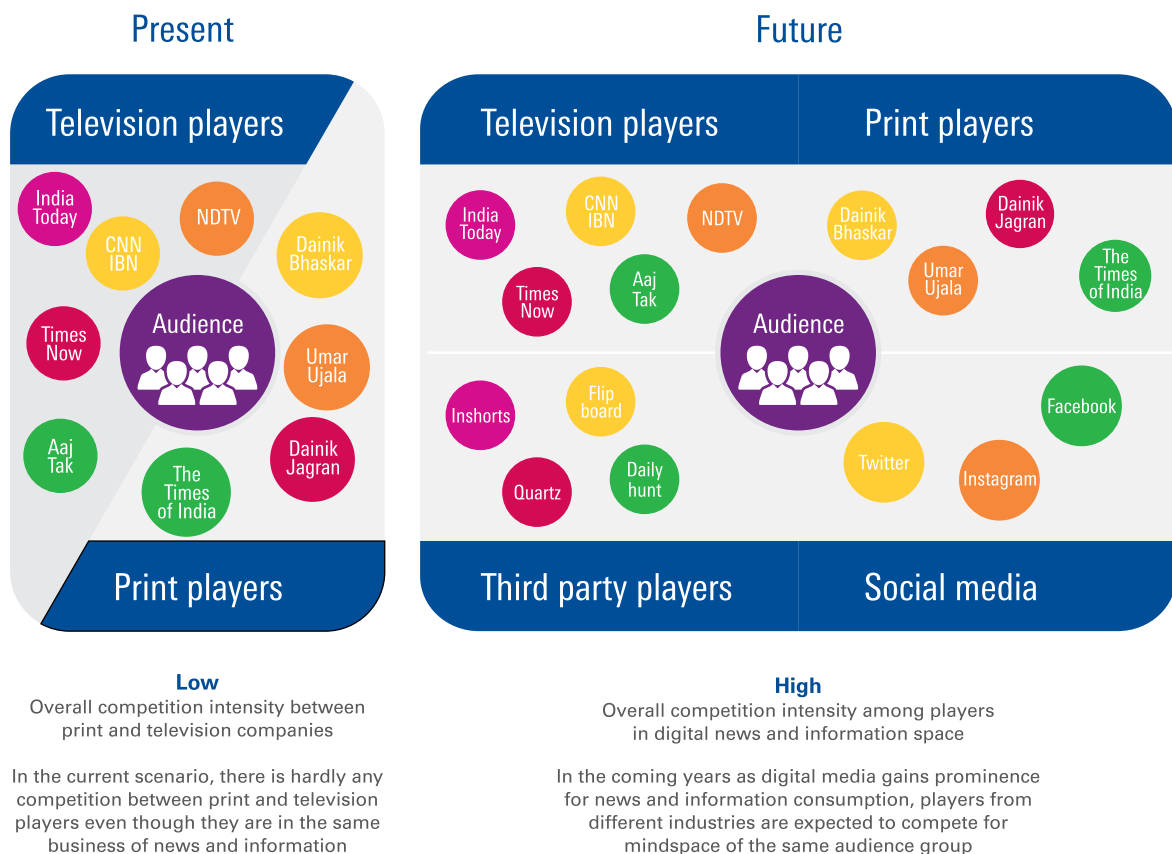 Present
Television players
India
Today
NDTV
CNN
IBN
Dainik
Bhaskar
Audience
Times
Now
Umar
Ujala
Aaj
Tak
Dainik
Jagran
The
Times
of India
Print players
Low
Overall competition intensity between
print and television companies
In the current scenario, there is hardly any
competition between print and television
players even though they are in the same
business of news and information
Future
Television players
Print players
India
Today
CNN
IBN
NDTV
Times
Now
Aaj
Tak
Dainik
Bhaskar
Dainik
Jagran
Umar
Ujala
The
Times
of India
Audience
Inshorts
Flip
board
Quartz
Daily
hunt
Facebook
Twitter
Instagram
Third party players
Social media
High
Overall competition intensity among players
in digital news and information space
In the coming years as digital media gains prominence
for news and information consumption, players from
different industries are expected to compete for
mindspace of the same audience group